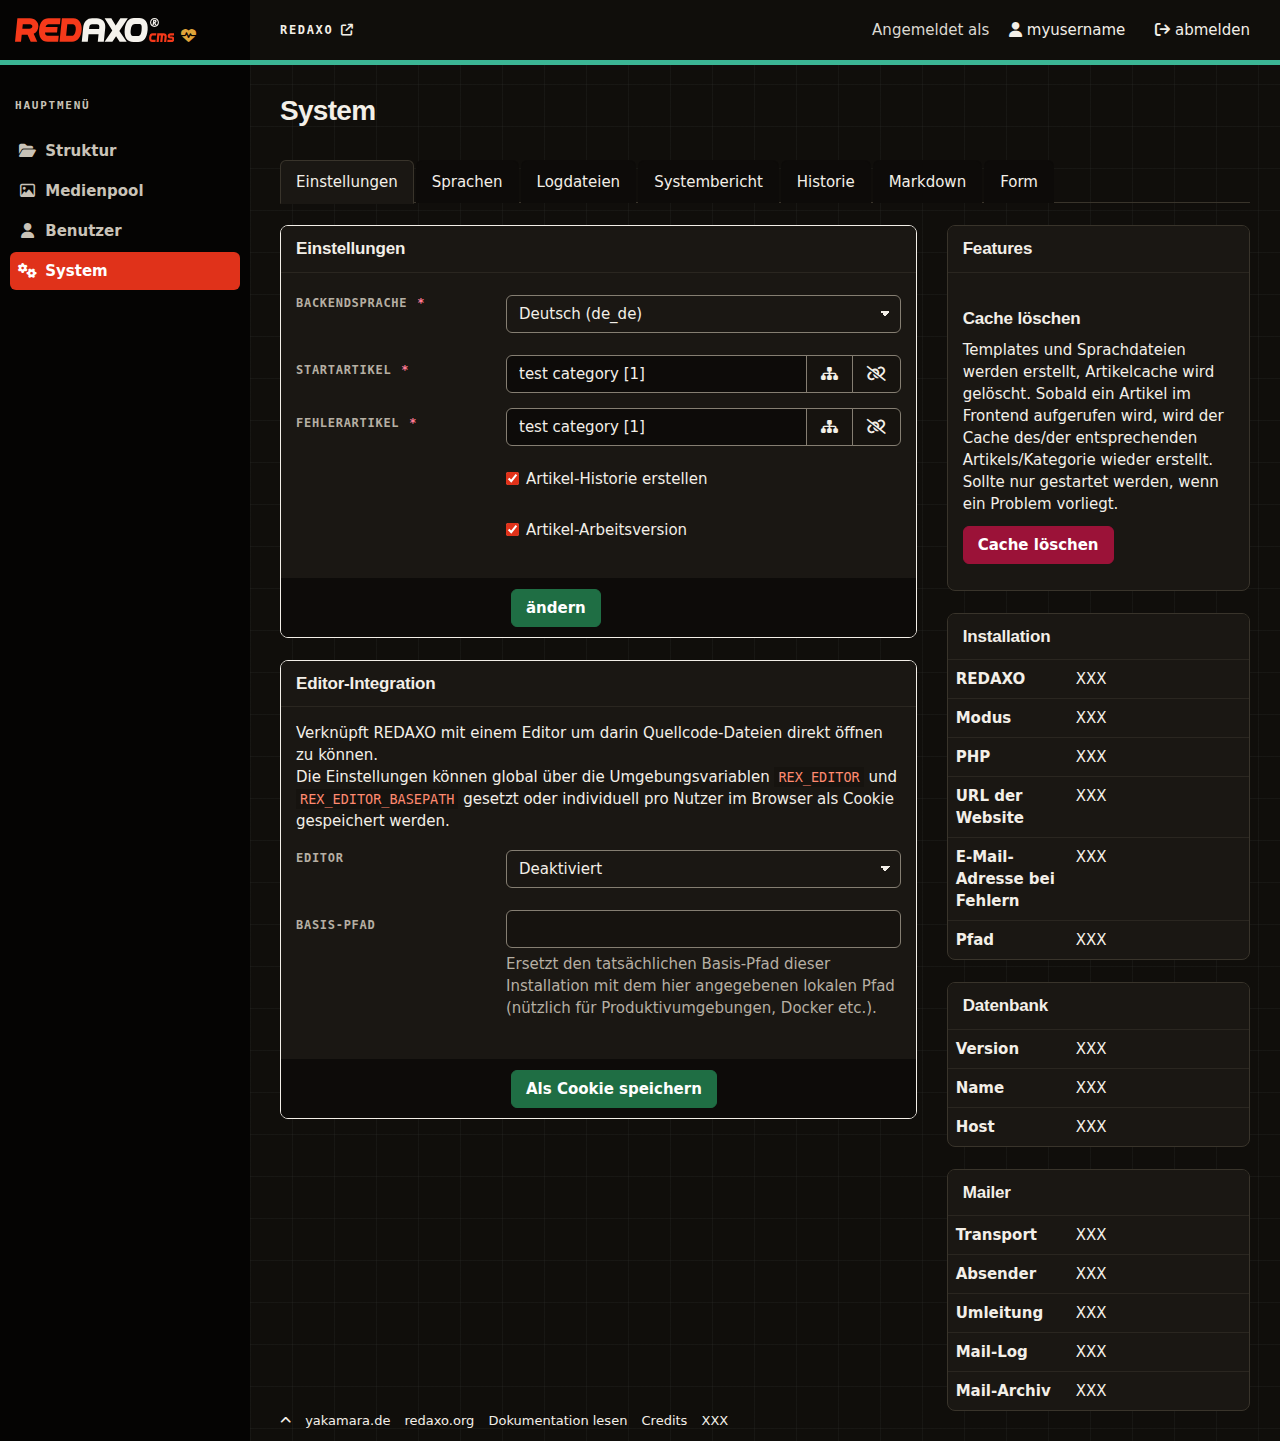 REDAXO® cms
REDAXO
Angemeldet als myusername abmelden
HAUPTMENÜ
Struktur
Medienpool
Benutzer
System
System
Einstellungen Sprachen Logdateien Systembericht Historie Markdown Form
Einstellungen
BACKENDSPRACHE *
Deutsch (de_de)
STARTARTIKEL *
test category [1]
FEHLERARTIKEL *
test category [1]
Artikel-Historie erstellen
Artikel-Arbeitsversion
ändern
Editor-Integration
Verknüpft REDAXO mit einem Editor um darin Quellcode-Dateien direkt öffnen
zu können.
Die Einstellungen können global über die Umgebungsvariablen REX_EDITOR und
REX_EDITOR_BASEPATH gesetzt oder individuell pro Nutzer im Browser als Cookie
gespeichert werden.
EDITOR
Deaktiviert
BASIS-PFAD
Ersetzt den tatsächlichen Basis-Pfad dieser
Installation mit dem hier angegebenen lokalen Pfad
(nützlich für Produktivumgebungen, Docker etc.).
Als Cookie speichern
Features
Cache löschen
Templates und Sprachdateien
werden erstellt, Artikelcache wird
gelöscht. Sobald ein Artikel im
Frontend aufgerufen wird, wird der
Cache des/der entsprechenden
Artikels/Kategorie wieder erstellt.
Sollte nur gestartet werden, wenn
ein Problem vorliegt.
Cache löschen
Installation
REDAXO XXX
Modus XXX
PHP XXX
URL der XXX
Website
E-Mail- XXX
Adresse bei
Fehlern
Pfad XXX
Datenbank
Version XXX
Name XXX
Host XXX
Mailer
Transport XXX
Absender XXX
Umleitung XXX
Mail-Log XXX
Mail-Archiv XXX
yakamara.de redaxo.org Dokumentation lesen Credits XXX